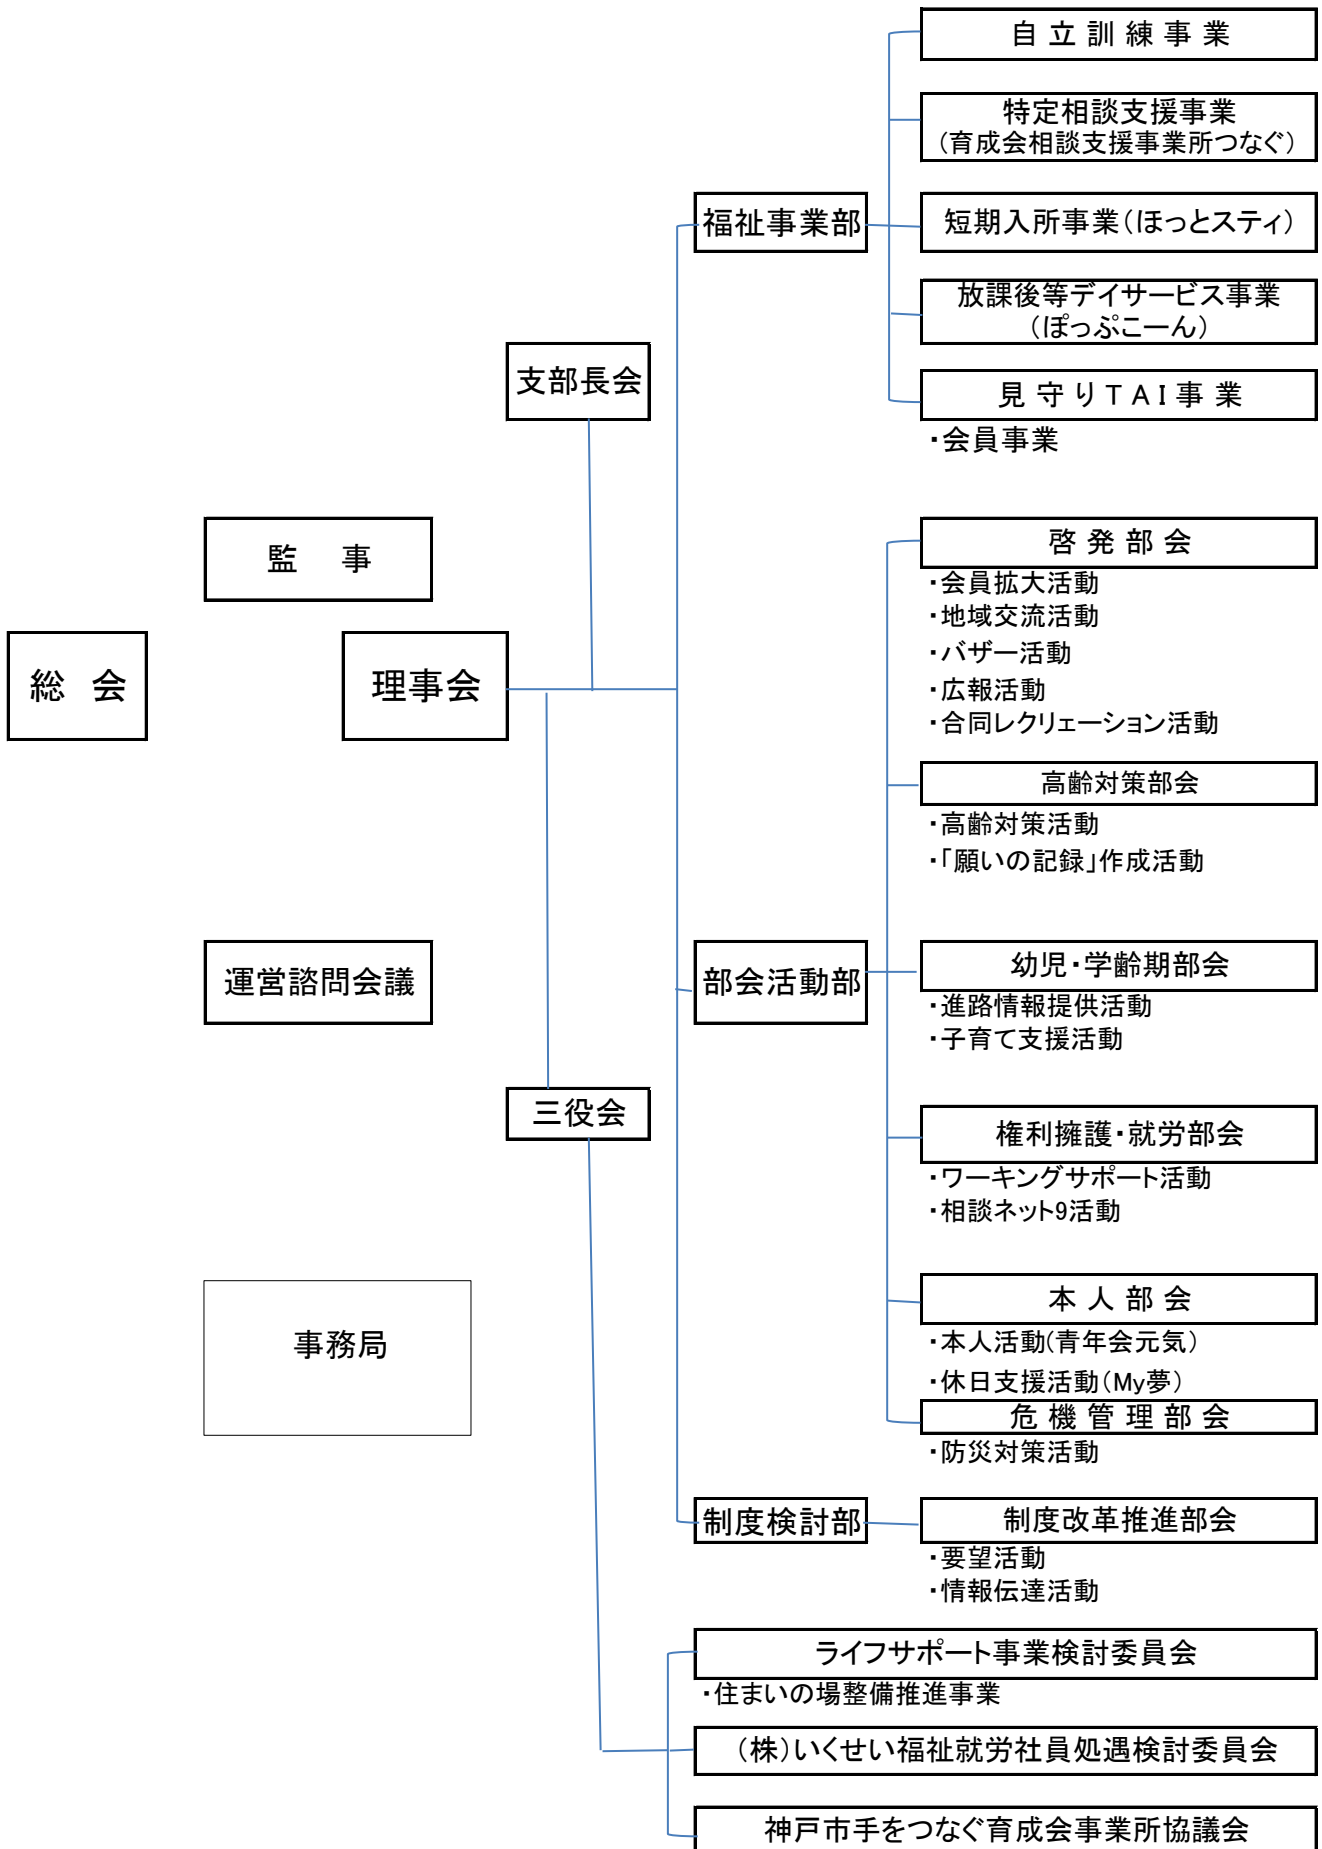 自 立 訓 練 事 業
特定相談支援事業
（育成会相談支援事業所つなぐ）
福祉事業部
短期入所事業（ほっとスティ）
放課後等デイサービス事業
（ぽっぷこーん）
支部長会
見 守 り T A I 事 業
・会員事業
監　事
啓 発 部 会
・会員拡大活動
・地域交流活動
・バザー活動
・広報活動
・合同レクリェーション活動
総　会
理事会
高齢対策部会
・高齢対策活動
・「願いの記録」作成活動
運営諮問会議
部会活動部
幼児・学齢期部会
・進路情報提供活動
・子育て支援活動
三役会
権利擁護・就労部会
・ワーキングサポート活動
・相談ネット9活動
事務局
本 人 部 会
・本人活動(青年会元気）
・休日支援活動（My夢）
危 機 管 理 部 会
・防災対策活動
制度検討部
制度改革推進部会
・要望活動
・情報伝達活動
ライフサポート事業検討委員会
・住まいの場整備推進事業
（株）いくせい福祉就労社員処遇検討委員会
神戸市手をつなぐ育成会事業所協議会